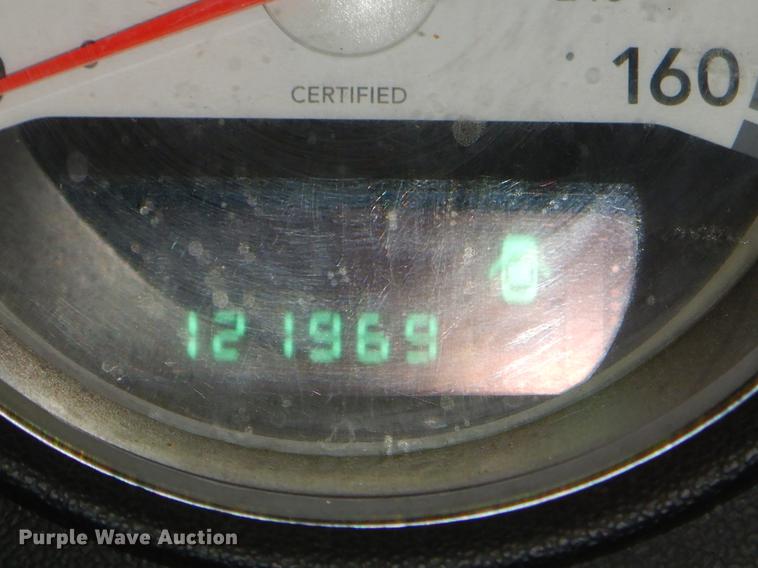 CERTIFIED
160
121969
Purple Wave Auction